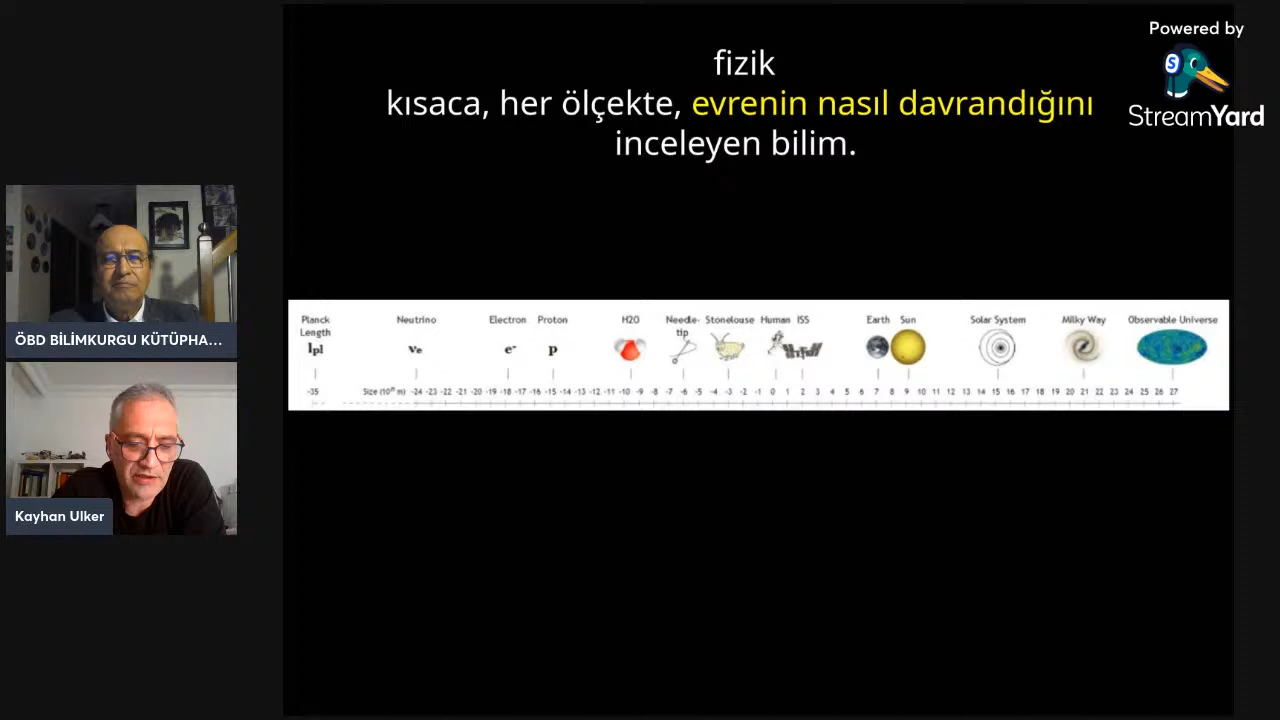 fizik
kısaca, her ölçekte, evrenin nasıl davrandığını
inceleyen bilim.
Powered by
S
StreamYard
ÖBD BİLİMKURGU KÜTÜPHA...
Kayhan Ulker
Planck Length Neutrino Electron Proton H2O Needle-tip Stonelouse Human ISS Earth Sun Solar System Milky Way Observable Universe
lpl νe e- p
-35 Size (10ⁿ m) -24 -23 -22 -21 -20 -19 -18 -17 -16 -15 -14 -13 -12 -11 -10 -9 -8 -7 -6 -5 -4 -3 -2 -1 0 1 2 3 4 5 6 7 8 9 10 11 12 13 14 15 16 17 18 19 20 21 22 23 24 25 26 27